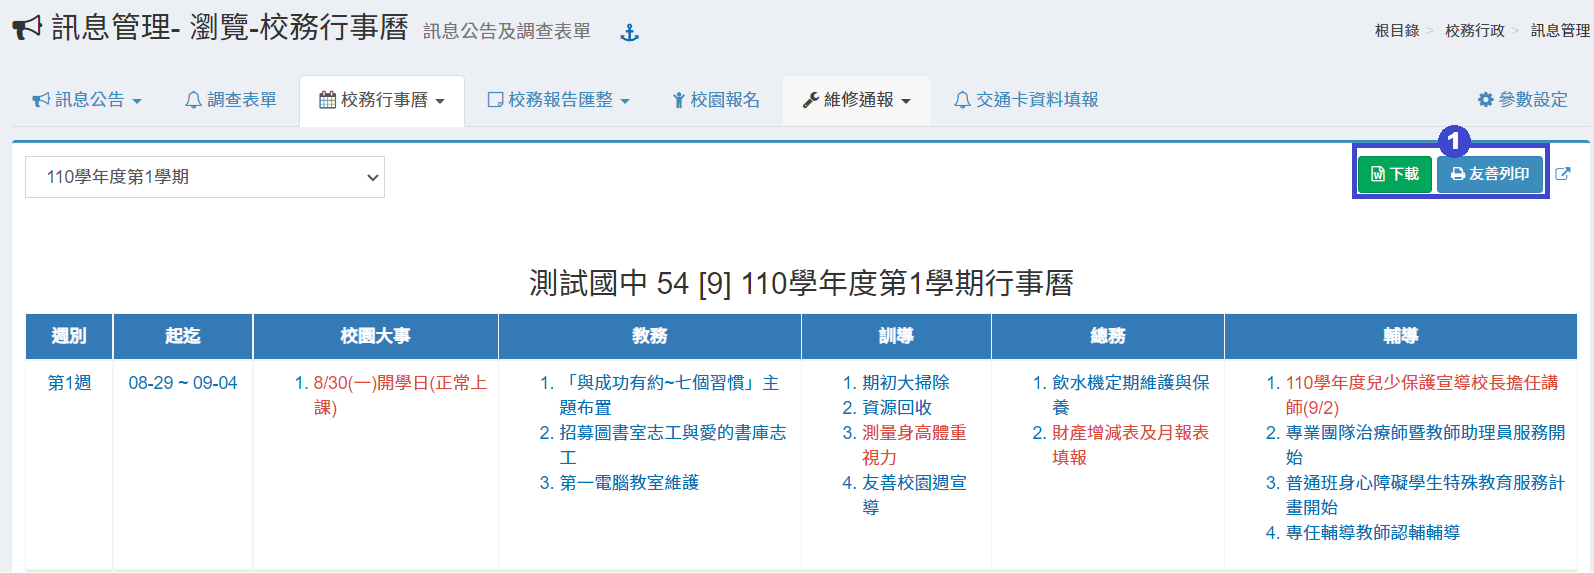 訊息管理- 瀏覽-校務行事曆 訊息公告及調查表單
根目錄 > 校務行政 > 訊息管理
訊息公告 調查表單 校務行事曆 校務報告匯整 校園報名 維修通報 交通卡資料填報 參數設定
1
110學年度第1學期
下載 友善列印
測試國中 54 [9] 110學年度第1學期行事曆
週別 起迄 校園大事 教務 訓導 總務 輔導
第1週
08-29 ~ 09-04
1. 8/30(一)開學日(正常上
課)
1. 「與成功有約~七個習慣」主
題布置
2. 招募圖書室志工與愛的書庫志
工
3. 第一電腦教室維護
1. 期初大掃除
2. 資源回收
3. 測量身高體重
視力
4. 友善校園週宣
導
1. 飲水機定期維護與保
養
2. 財產增減表及月報表
填報
1. 110學年度兒少保護宣導校長擔任講
師(9/2)
2. 專業團隊治療師暨教師助理員服務開
始
3. 普通班身心障礙學生特殊教育服務計
畫開始
4. 專任輔導教師認輔輔導